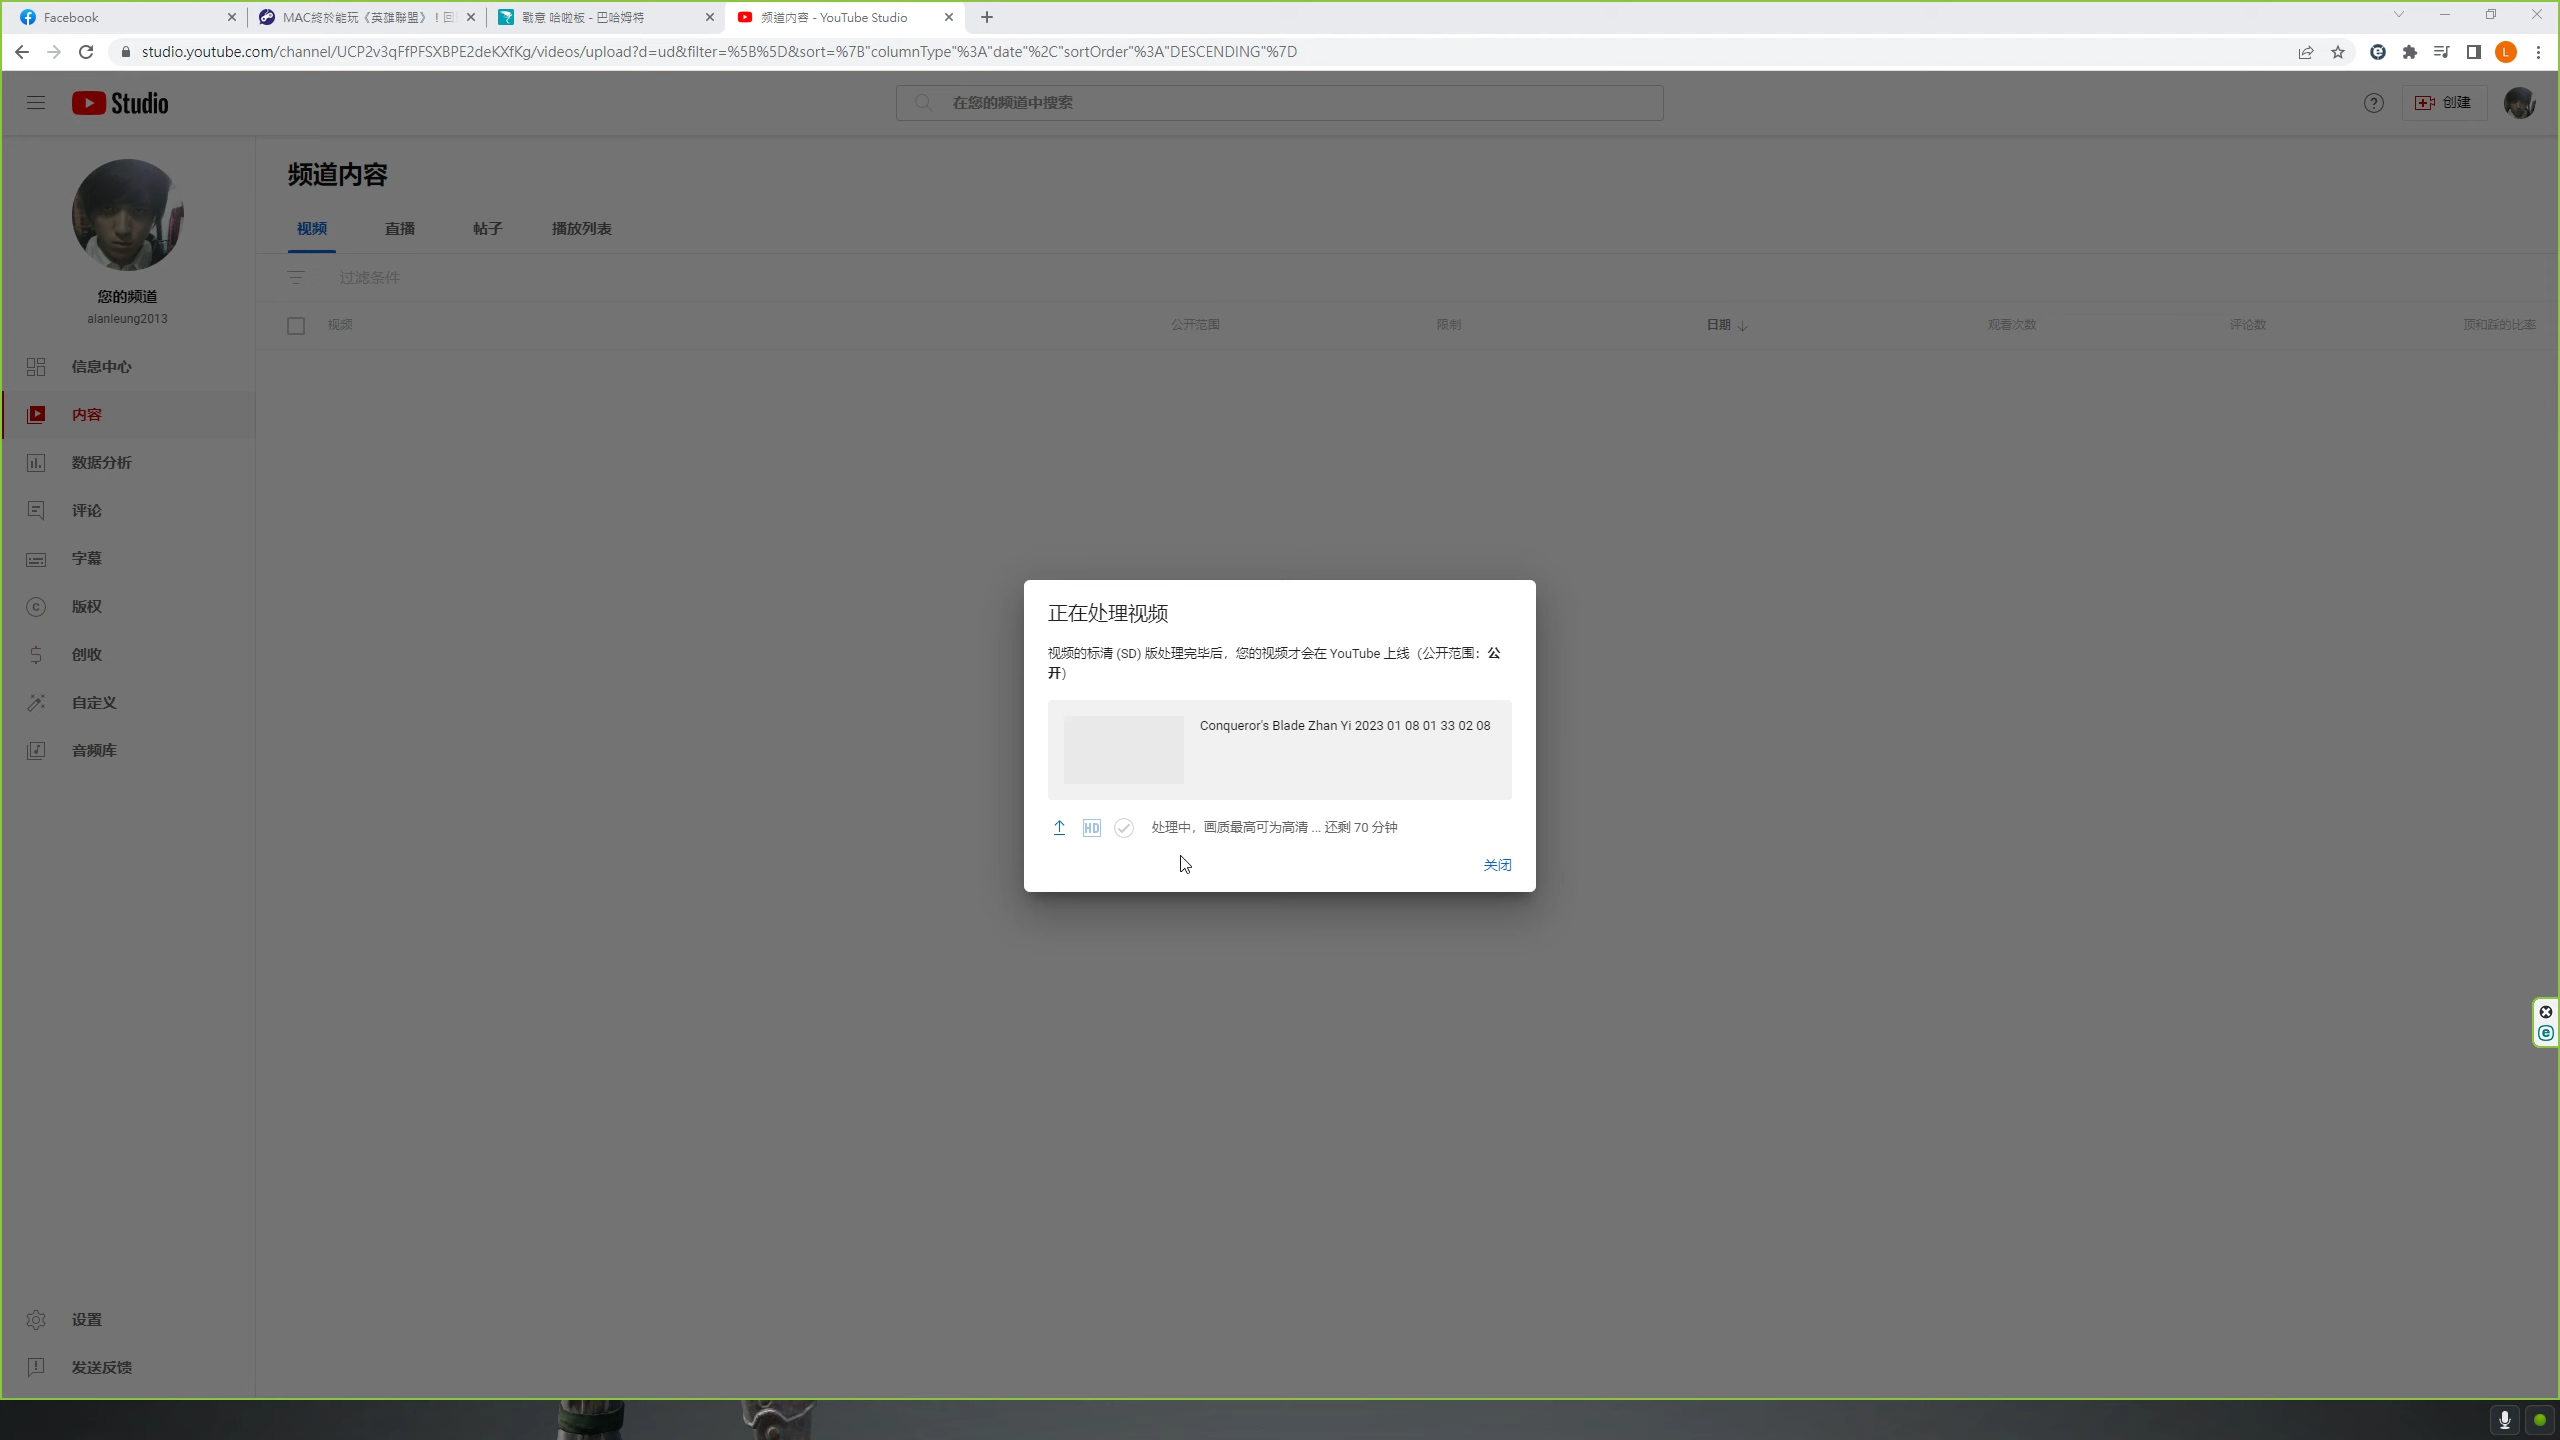 Facebook
MAC終於能玩《英雄聯盟》！回
戰意 哈啦板 - 巴哈姆特
频道内容 - YouTube Studio
studio.youtube.com/channel/UCP2v3qFfPFSXBPE2deKXfKg/videos/upload?d=ud&filter=%5B%5D&sort=%7B"columnType"%3A"date"%2C"sortOrder"%3A"DESCENDING"%7D
L
Studio
在您的频道中搜索
创建
您的频道
alanleung2013
信息中心
内容
数据分析
评论
字幕
版权
创收
自定义
音频库
设置
发送反馈
频道内容
视频 直播 帖子 播放列表
过滤条件
视频 公开范围 限制 日期 观看次数 评论数 顶和踩的比率
正在处理视频
视频的标清 (SD) 版处理完毕后，您的视频才会在 YouTube 上线（公开范围：公
开）
Conqueror's Blade Zhan Yi 2023 01 08 01 33 02 08
HD 处理中，画质最高可为高清 ... 还剩 70 分钟
关闭